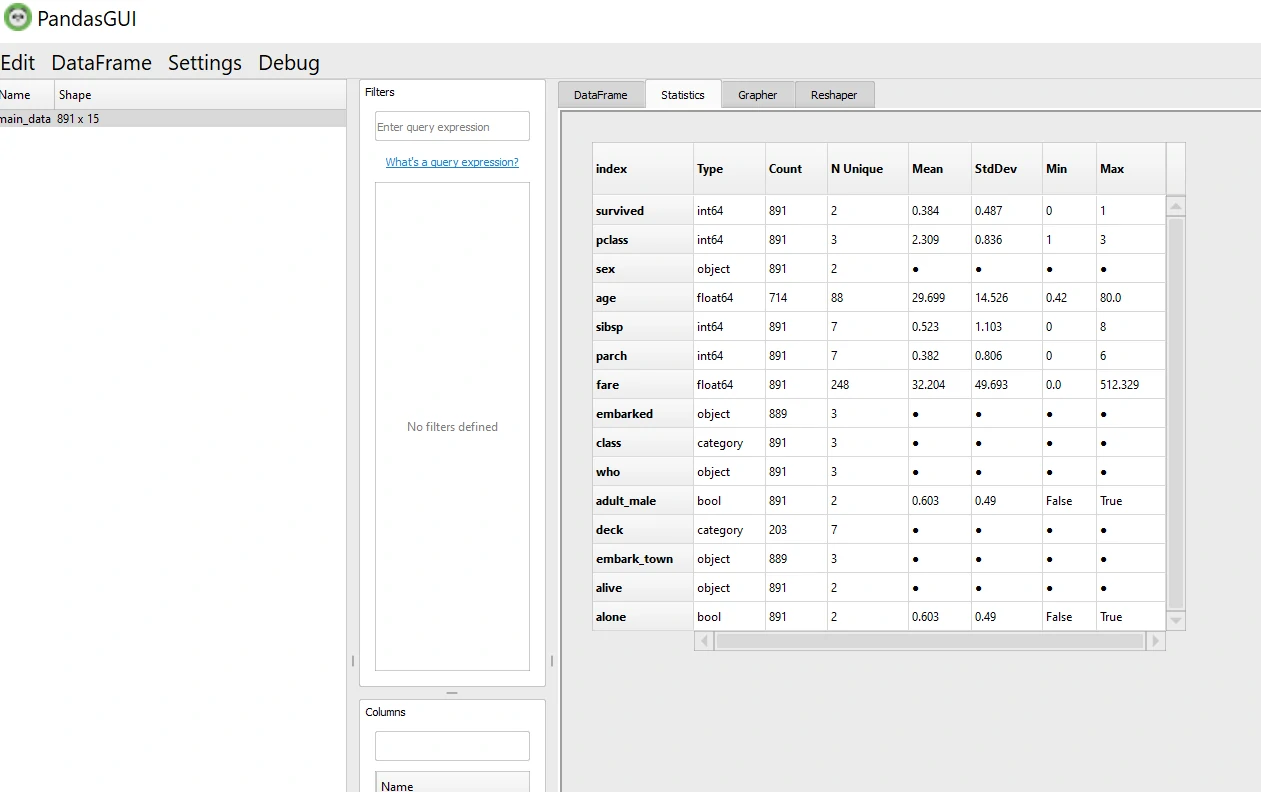 PandasGUI
Edit DataFrame Settings Debug
Name Shape
main_data 891 x 15
Filters
Enter query expression
What's a query expression?
No filters defined
Columns
Name
DataFrame Statistics Grapher Reshaper
index Type Count N Unique Mean StdDev Min Max
survived int64 891 2 0.384 0.487 0 1
pclass int64 891 3 2.309 0.836 1 3
sex object 891 2 ● ● ● ●
age float64 714 88 29.699 14.526 0.42 80.0
sibsp int64 891 7 0.523 1.103 0 8
parch int64 891 7 0.382 0.806 0 6
fare float64 891 248 32.204 49.693 0.0 512.329
embarked object 889 3 ● ● ● ●
class category 891 3 ● ● ● ●
who object 891 3 ● ● ● ●
adult_male bool 891 2 0.603 0.49 False True
deck category 203 7 ● ● ● ●
embark_town object 889 3 ● ● ● ●
alive object 891 2 ● ● ● ●
alone bool 891 2 0.603 0.49 False True